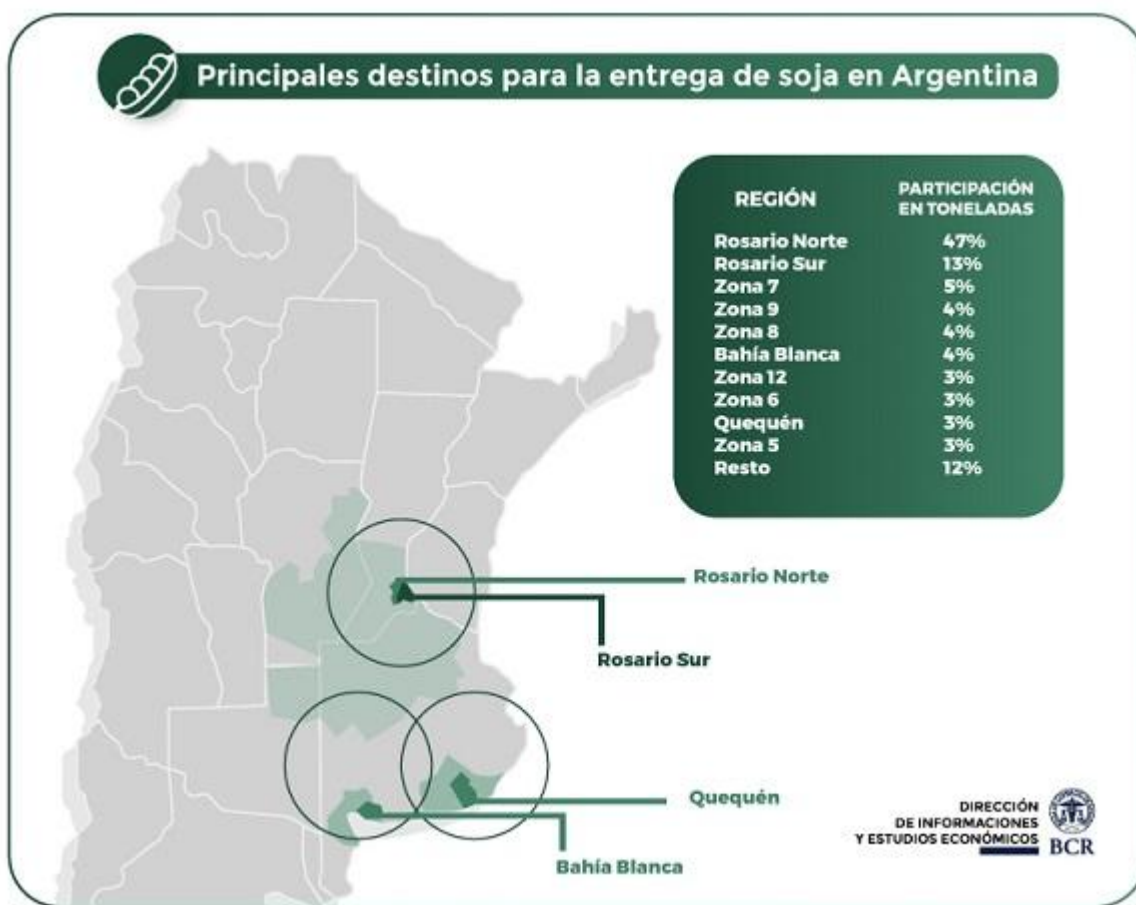 Principales destinos para la entrega de soja en Argentina
REGIÓN PARTICIPACIÓN EN TONELADAS
Rosario Norte 47%
Rosario Sur 13%
Zona 7 5%
Zona 9 4%
Zona 8 4%
Bahía Blanca 4%
Zona 12 3%
Zona 6 3%
Quequén 3%
Zona 5 3%
Resto 12%
Rosario Norte
Rosario Sur
Quequén
Bahía Blanca
DIRECCIÓN
DE INFORMACIONES
Y ESTUDIOS ECONÓMICOS
BCR